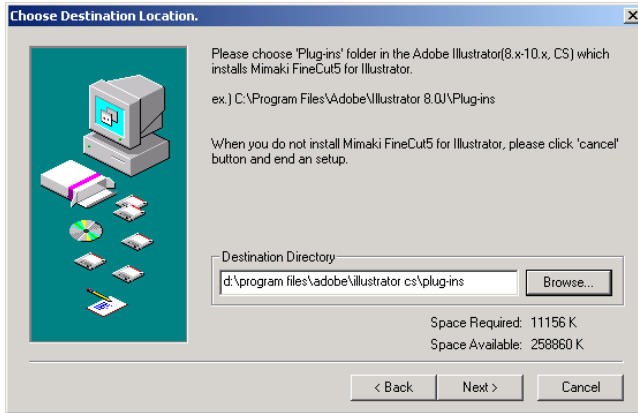 Choose Destination Location.
Please choose 'Plug-ins' folder in the Adobe Illustrator(8.x-10.x, CS) which
installs Mimaki FineCut5 for Illustrator.
ex.) C:\Program Files\Adobe\Illustrator 8.0J\Plug-ins
When you do not install Mimaki FineCut5 for Illustrator, please click 'cancel'
button and end an setup.
Destination Directory
d:\program files\adobe\illustrator cs\plug-ins
Browse...
Space Required: 11156 K
Space Available: 258860 K
< Back
Next >
Cancel